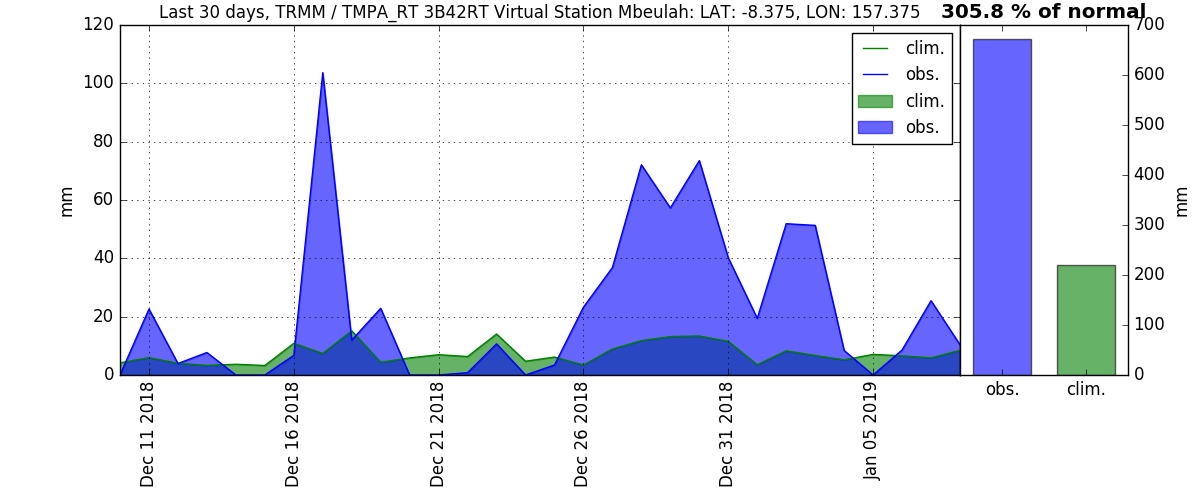 Last 30 days, TRMM / TMPA_RT 3B42RT Virtual Station Mbeulah: LAT: -8.375, LON: 157.375
305.8 % of normal
120
100
80
60
40
20
0
mm
clim.
obs.
clim.
obs.
Dec 11 2018
Dec 16 2018
Dec 21 2018
Dec 26 2018
Dec 31 2018
Jan 05 2019
700
600
500
400
300
200
100
0
mm
obs.
clim.